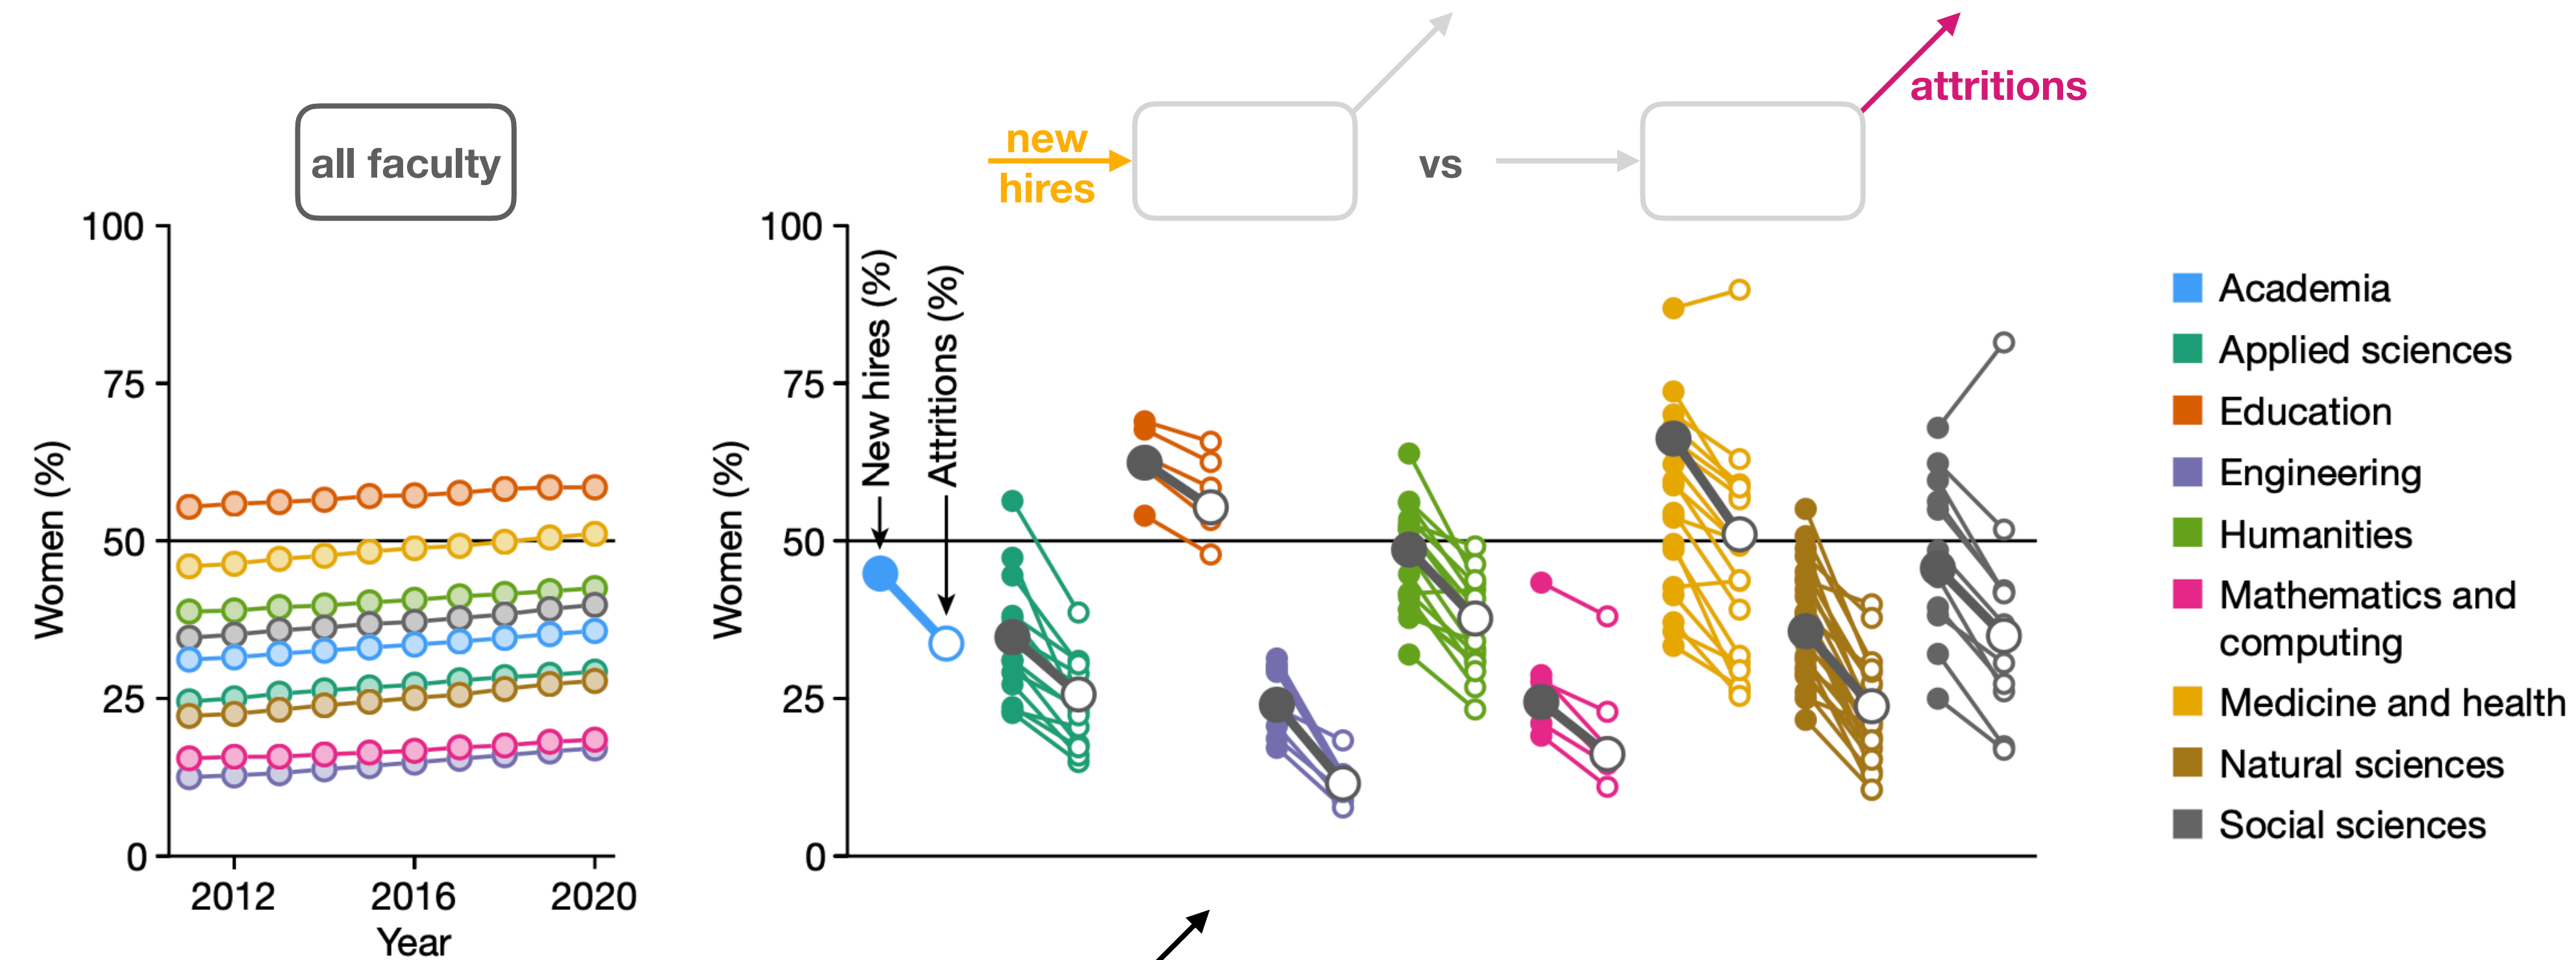 all faculty
100
75
50
25
0
Women (%)
2012
2016
2020
Year
new
hires
vs
attritions
100
75
50
25
0
Women (%)
New hires (%)
Attritions (%)
Academia
Applied sciences
Education
Engineering
Humanities
Mathematics and
computing
Medicine and health
Natural sciences
Social sciences